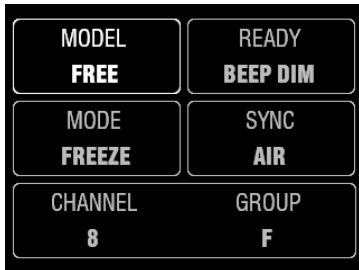 MODEL READY
FREE BEEP DIM
MODE SYNC
FREEZE AIR
CHANNEL GROUP
8 F